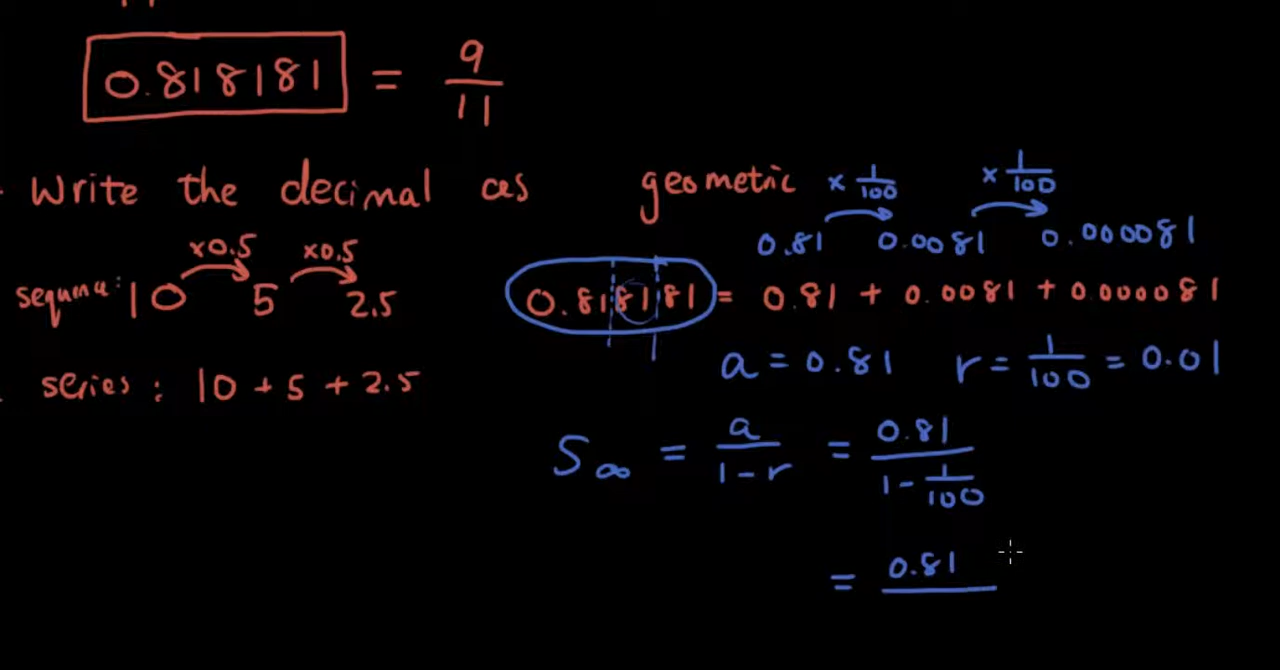 0.818181 = 9/11
Write the decimal as geometric
× 1/100 × 1/100
0.81 0.0081 0.000081
×0.5 ×0.5
10 5 2.5
0.818181 = 0.81 + 0.0081 + 0.000081
a = 0.81 r = 1/100 = 0.01
series : 10 + 5 + 2.5
S∞ = a/(1-r) = 0.81/(1 - 1/100)
= 0.81